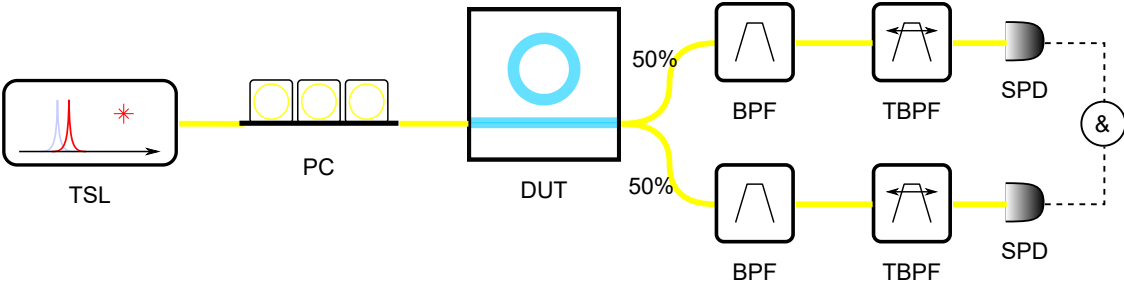 50%
BPF
TBPF
SPD
&
TSL
PC
DUT
50%
BPF
TBPF
SPD